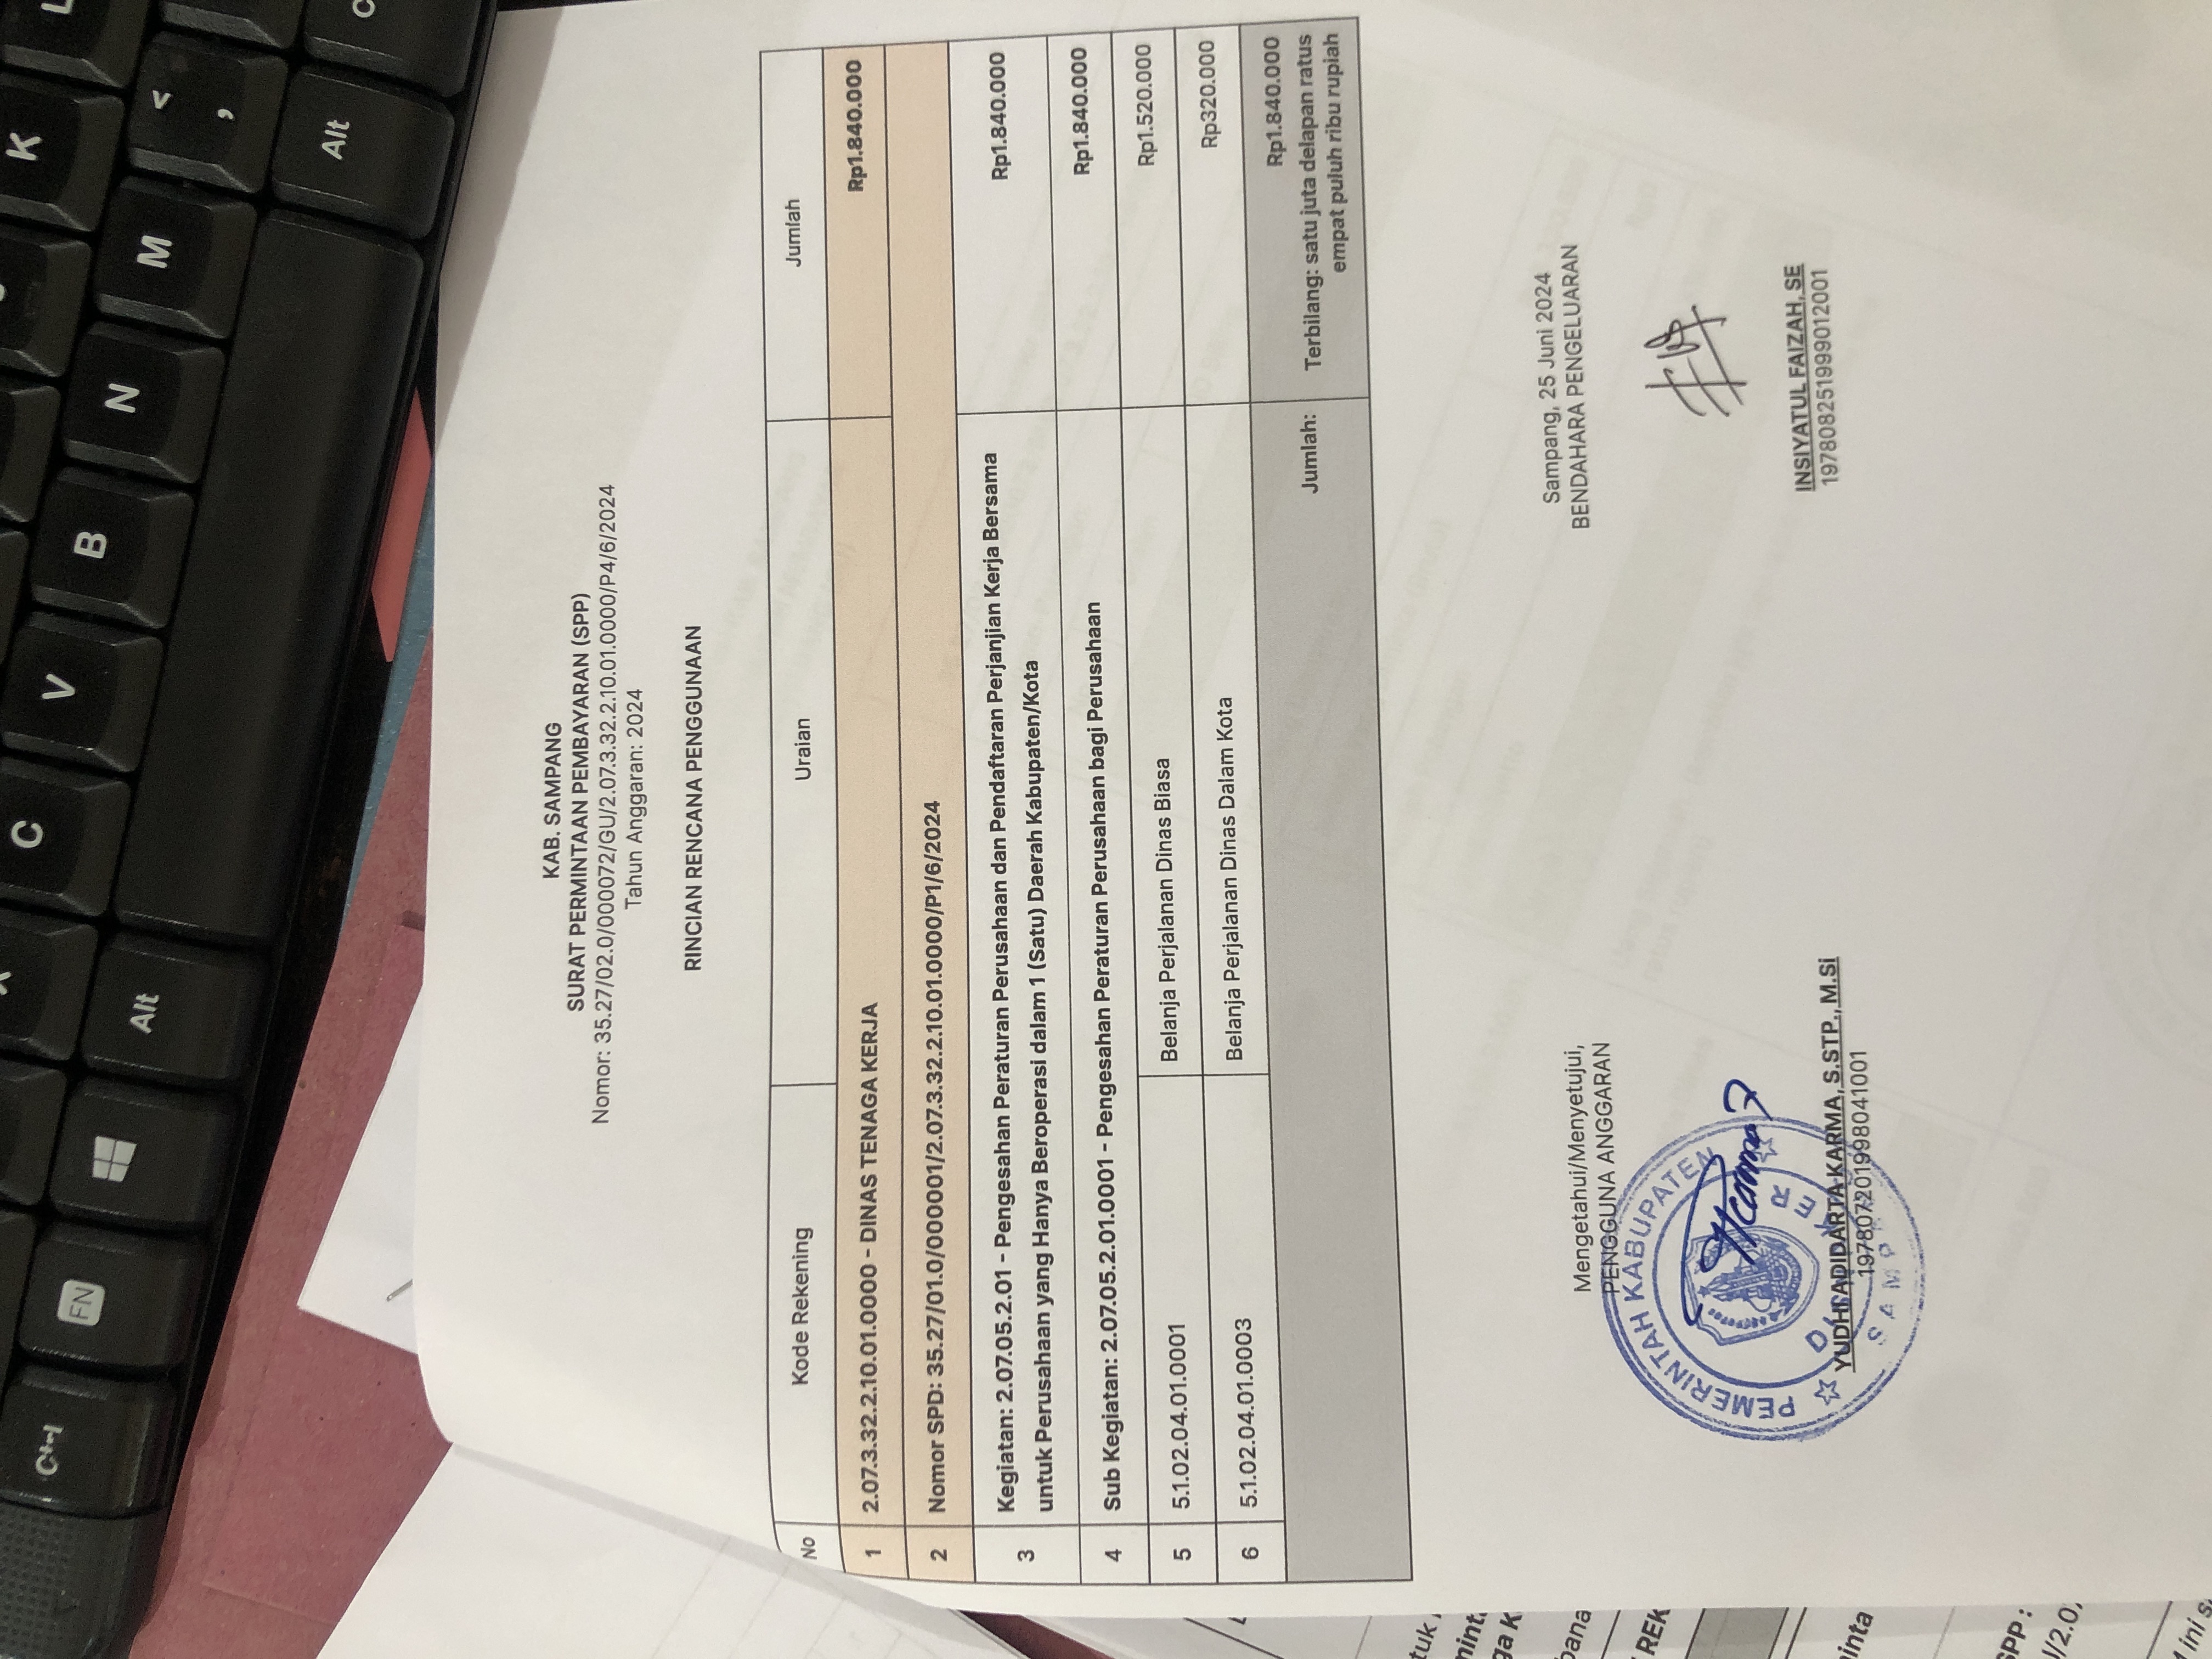 Ctrl
FN
Alt
C
V
B
N
M
K
L
<
,
Alt
KAB. SAMPANG
SURAT PERMINTAAN PEMBAYARAN (SPP)
Nomor: 35.27/02.0/000072/GU/2.07.3.32.2.10.01.0000/P4/6/2024
Tahun Anggaran: 2024
RINCIAN RENCANA PENGGUNAAN
No Kode Rekening Uraian Jumlah
1 2.07.3.32.2.10.01.0000 - DINAS TENAGA KERJA Rp1.840.000
2 Nomor SPD: 35.27/01.0/000001/2.07.3.32.2.10.01.0000/P1/6/2024
3 Kegiatan: 2.07.05.2.01 - Pengesahan Peraturan Perusahaan dan Pendaftaran Perjanjian Kerja Bersama Rp1.840.000
untuk Perusahaan yang Hanya Beroperasi dalam 1 (Satu) Daerah Kabupaten/Kota
4 Sub Kegiatan: 2.07.05.2.01.0001 - Pengesahan Peraturan Perusahaan bagi Perusahaan Rp1.840.000
5 5.1.02.04.01.0001 Belanja Perjalanan Dinas Biasa Rp1.520.000
6 5.1.02.04.01.0003 Belanja Perjalanan Dinas Dalam Kota Rp320.000
Jumlah: Rp1.840.000
Terbilang: satu juta delapan ratus
empat puluh ribu rupiah
Mengetahui/Menyetujui,
PENGGUNA ANGGARAN
PEMERINTAH KABUPATEN
DISNAKER
YUDHI ADIDARTA KARMA, S.STP., M.Si
197807201998041001
Sampang, 25 Juni 2024
BENDAHARA PENGELUARAN
INSIYATUL FAIZAH, SE
197808251999012001
tuk
ga K
REK
SPP :
ini